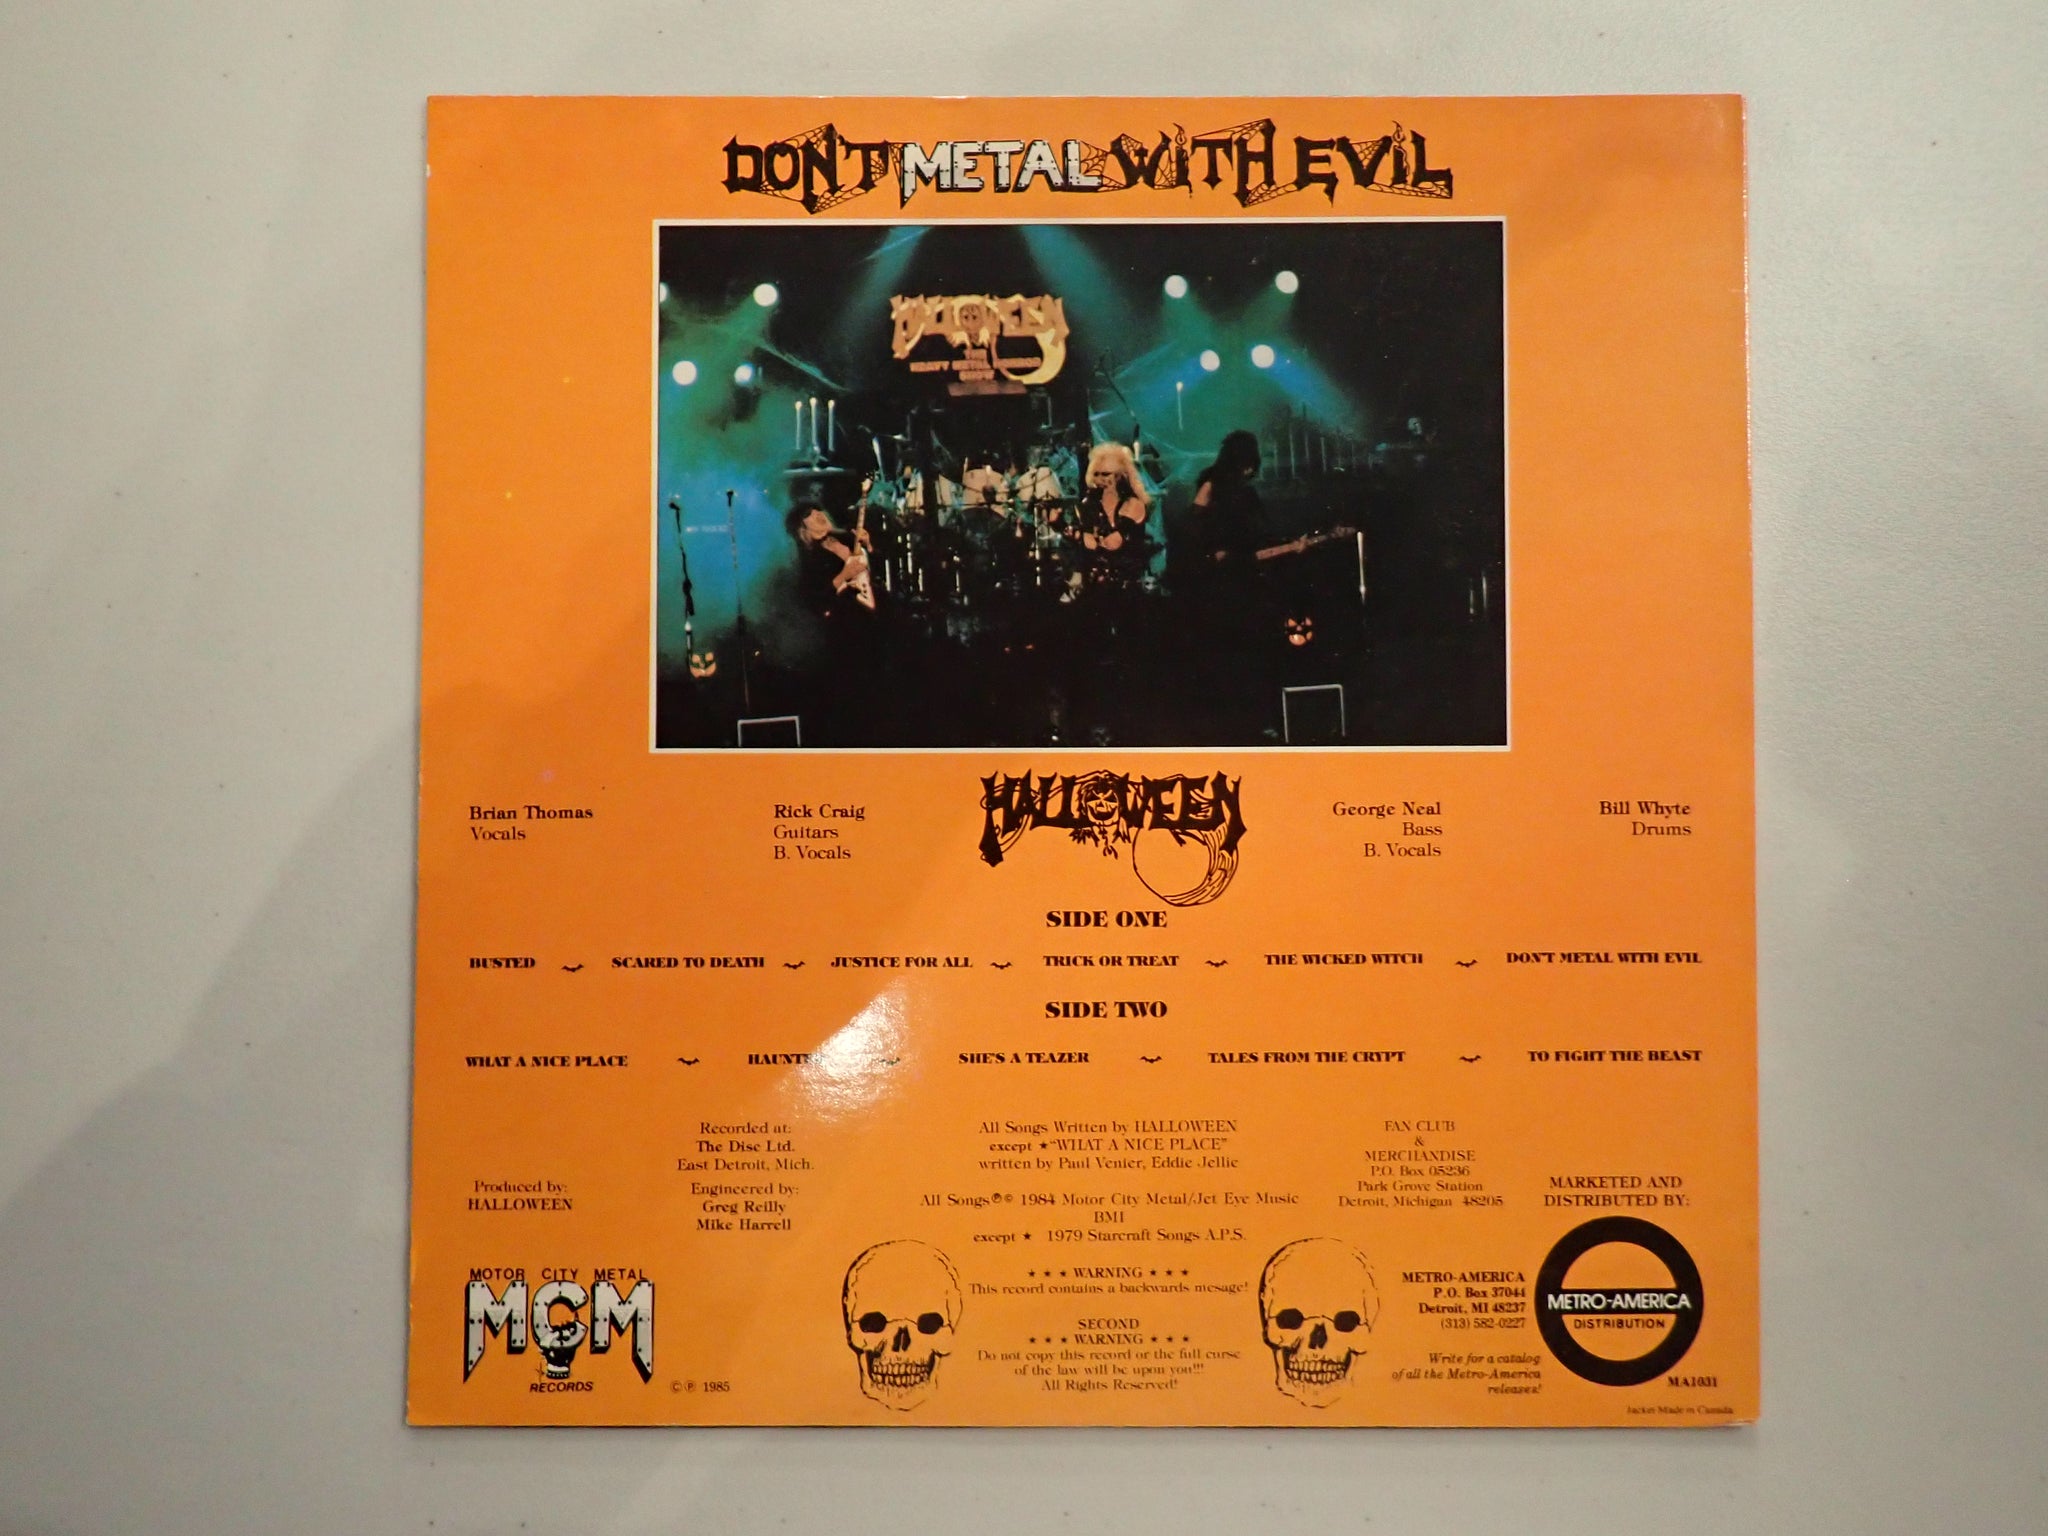 DON'T METAL WITH EVIL
HALLOWEEN
THE
HEAVY METAL HORROR
SHOW
HALLOWEEN
Brian Thomas
Vocals
Rick Craig
Guitars
B. Vocals
George Neal
Bass
B. Vocals
Bill Whyte
Drums
SIDE ONE
BUSTED SCARED TO DEATH JUSTICE FOR ALL TRICK OR TREAT THE WICKED WITCH DON'T METAL WITH EVIL
SIDE TWO
WHAT A NICE PLACE SHE'S A TEAZER TALES FROM THE CRYPT TO FIGHT THE BEAST
Produced by:
HALLOWEEN
Recorded at:
The Disc Ltd.
East Detroit, Mich.
Engineered by:
Greg Reilly
Mike Harrell
All Songs Written by HALLOWEEN
except ★"WHAT A NICE PLACE"
written by Paul Venier, Eddie Jellie
All Songs ℗© 1984 Motor City Metal/Jet Eye Music
BMI
except ★ 1979 Starcraft Songs A.P.S.
FAN CLUB
&
MERCHANDISE
P.O. Box 05236
Park Grove Station
Detroit, Michigan 48205
MARKETED AND
DISTRIBUTED BY:
MOTOR CITY METAL
MCM
RECORDS
©℗ 1985
★ ★ ★ WARNING ★ ★ ★
This record contains a backwards mesage!
SECOND
★ ★ ★ WARNING ★ ★ ★
Do not copy this record or the full curse
of the law will be upon you!!!
All Rights Reserved!
METRO-AMERICA
P.O. Box 37044
Detroit, MI 48237
(313) 582-0227
Write for a catalog
of all the Metro-America
releases!
METRO-AMERICA
DISTRIBUTION
MA1031
Jacket Made in Canada